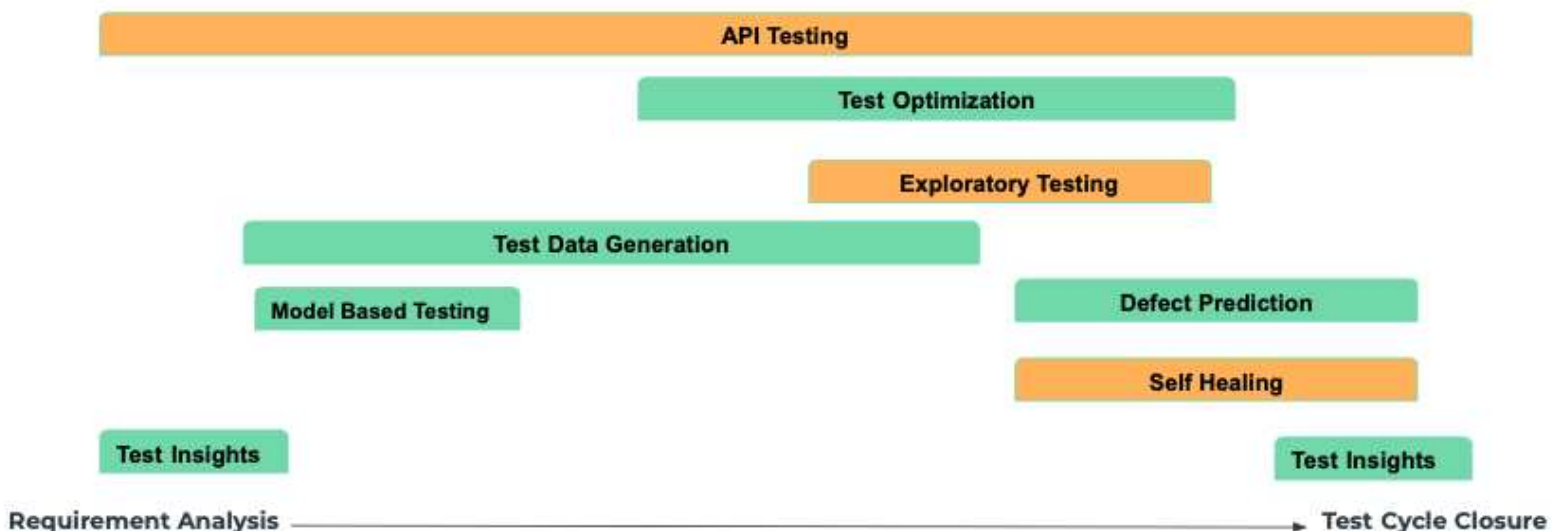 API Testing
Test Optimization
Exploratory Testing
Test Data Generation
Model Based Testing
Defect Prediction
Self Healing
Test Insights
Test Insights
Requirement Analysis
Test Cycle Closure